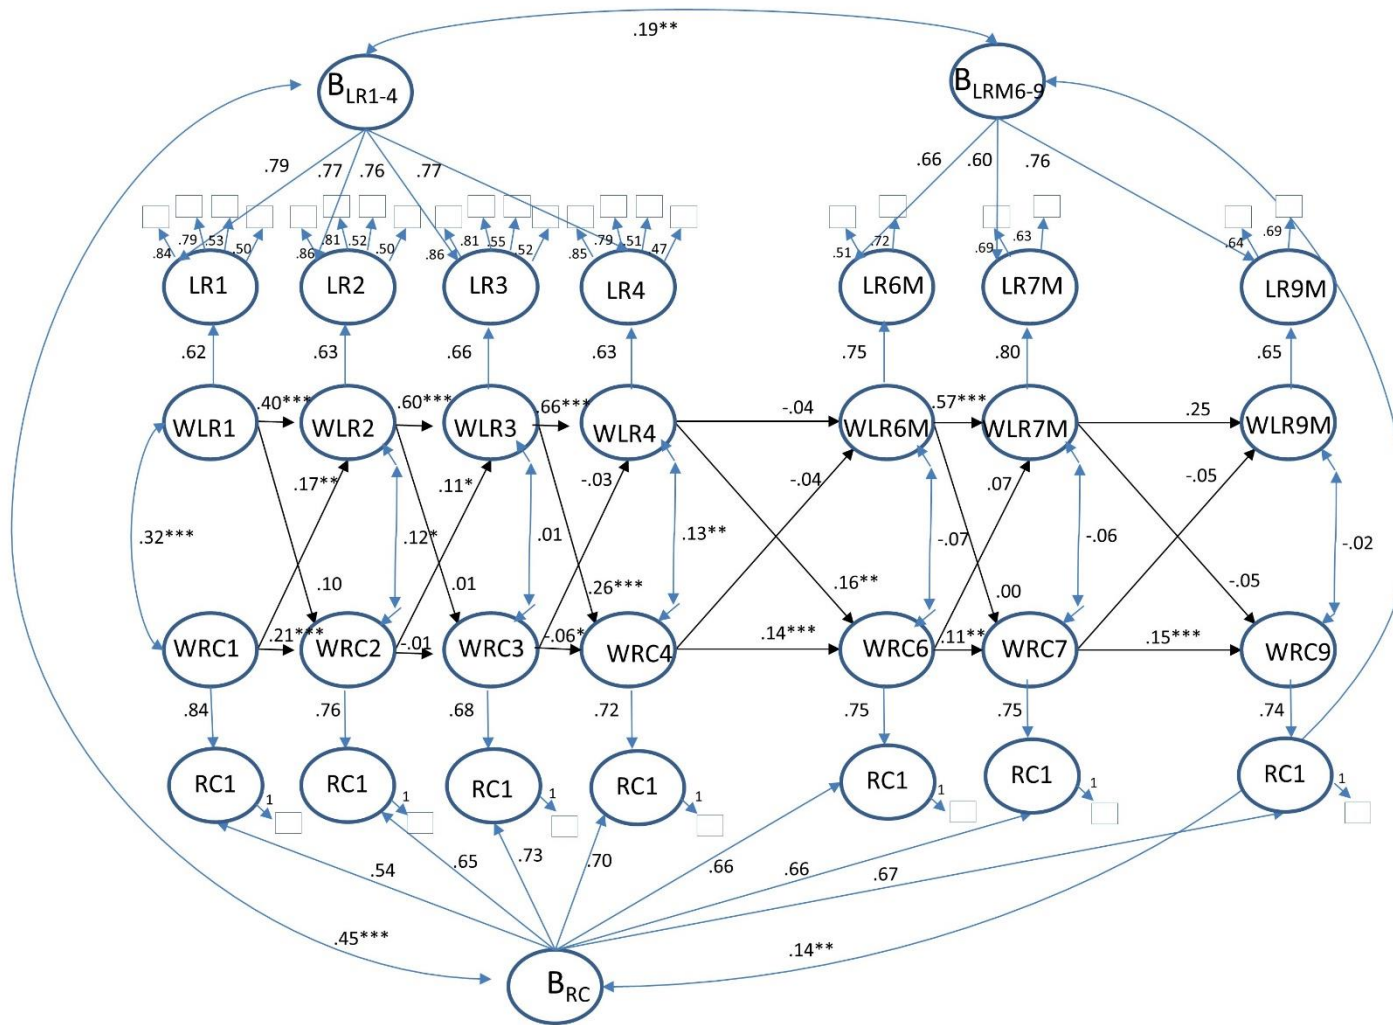 .19**
B LR1-4
B LRM6-9
.79 .77 .76 .77 .66 .60 .76
.84 .79 .53 .50 .86 .81 .52 .50 .86 .81 .55 .52 .85 .79 .51 .47 .51 .72 .69 .63 .64 .69
LR1 LR2 LR3 LR4 LR6M LR7M LR9M
.62 .63 .66 .63 .75 .80 .65
.40*** .60*** .66*** -.04 .57*** .25
WLR1 WLR2 WLR3 WLR4 WLR6M WLR7M WLR9M
.17** .11* -.03 -.04 .07 -.05
.32*** .12* .01 .13** -.07 -.06 -.02
.10 .01 .26*** .16** .00 -.05
.21*** -.01 -.06* .14*** .11** .15***
WRC1 WRC2 WRC3 WRC4 WRC6 WRC7 WRC9
.84 .76 .68 .72 .75 .75 .74
RC1 RC1 RC1 RC1 RC1 RC1 RC1
1 1 1 1 1 1 1
.54 .65 .73 .70 .66 .66 .67
.45*** .14**
B RC